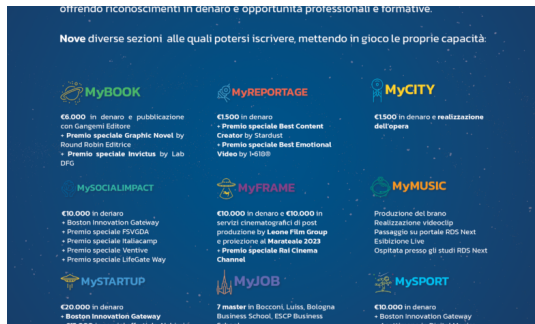 offrendo riconoscimenti in denaro e opportunità professionali e formative.
Nove diverse sezioni alle quali potersi iscrivere, mettendo in gioco le proprie capacità:
MyBOOK
€6.000 in denaro e pubblicazione
con Gangemi Editore
+ Premio speciale Graphic Novel by
Round Robin Editrice
+ Premio speciale Invictus by Lab
DFG
MyREPORTAGE
€1.500 in denaro
+ Premio speciale Best Content
Creator by Stardust
+ Premio speciale Best Emotional
Video by 1•618®
MyCITY
€1.500 in denaro e realizzazione
dell'opera
MySOCIALIMPACT
€10.000 in denaro
+ Boston Innovation Gateway
+ Premio speciale FSVGDA
+ Premio speciale Italiacamp
+ Premio speciale Ventive
+ Premio speciale LifeGate Way
MyFRAME
€10.000 in denaro e €10.000 in
servizi cinematografici di post
produzione by Leone Film Group
e proiezione al Marateale 2023
+ Premio speciale Rai Cinema
Channel
MyMUSIC
Produzione del brano
Realizzazione videoclip
Passaggio su portale RDS Next
Esibizione Live
Ospitata presso gli studi RDS Next
MySTARTUP
€20.000 in denaro
+ Boston Innovation Gateway
MyJOB
7 master in Bocconi, Luiss, Bologna
Business School, ESCP Business
MySPORT
€10.000 in denaro
+ Boston Innovation Gateway